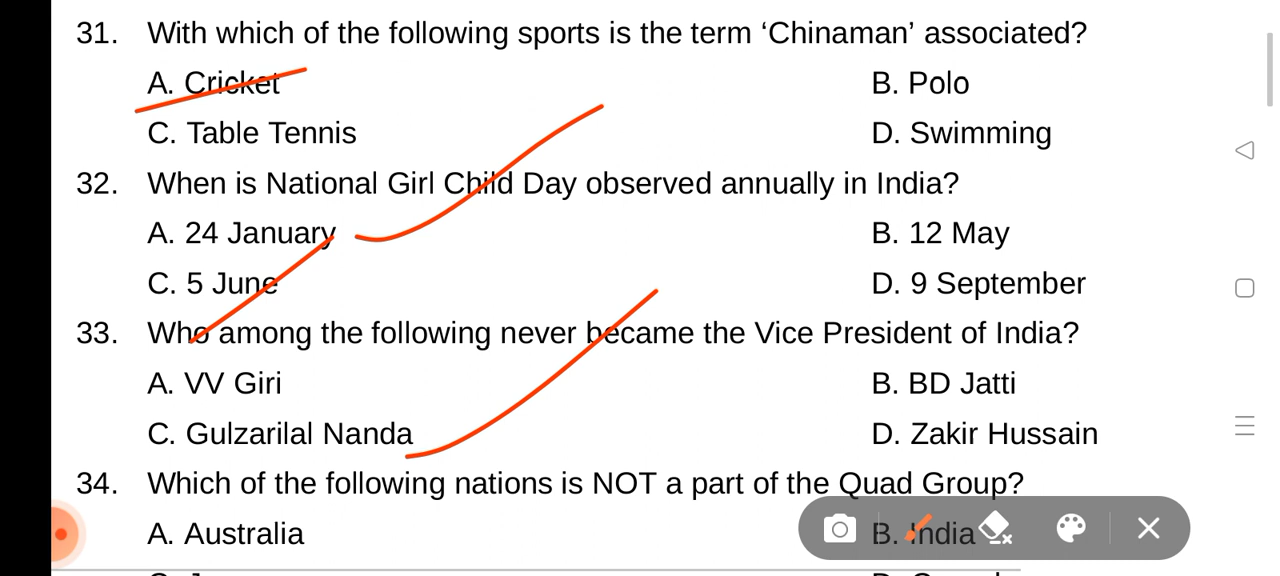 31. With which of the following sports is the term ‘Chinaman’ associated?
A. Cricket B. Polo
C. Table Tennis D. Swimming
32. When is National Girl Child Day observed annually in India?
A. 24 January B. 12 May
C. 5 June D. 9 September
33. Who among the following never became the Vice President of India?
A. VV Giri B. BD Jatti
C. Gulzarilal Nanda D. Zakir Hussain
34. Which of the following nations is NOT a part of the Quad Group?
A. Australia B. India